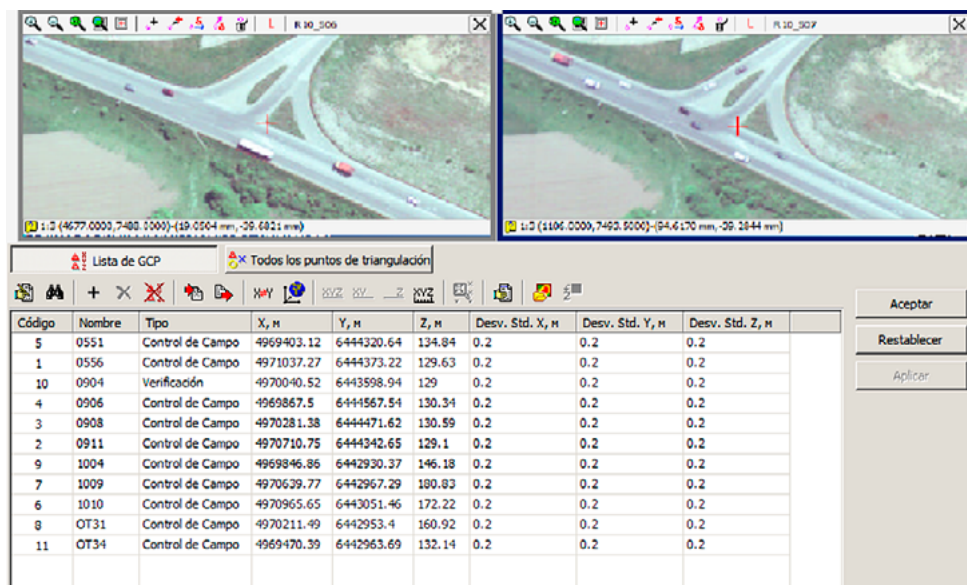 R10_506
R10_507
1:3 (4677.0000,7488.0000)-(19.0504 mm,-39.6821 mm)
1:3 (1106.0000,7493.5000)-(94.6170 mm,-39.2844 mm)
Lista de GCP
Todos los puntos de triangulación
Aceptar
Restablecer
Aplicar
Código Nombre Tipo X, м Y, м Z, м Desv. Std. X, м Desv. Std. Y, м Desv. Std. Z, м
5 0551 Control de Campo 4969403.12 6444320.64 134.84 0.2 0.2 0.2
1 0556 Control de Campo 4971037.27 6444373.22 129.63 0.2 0.2 0.2
10 0904 Verificación 4970040.52 6443598.94 129 0.2 0.2 0.2
4 0906 Control de Campo 4969867.5 6444567.54 130.34 0.2 0.2 0.2
3 0908 Control de Campo 4970281.38 6444471.62 130.59 0.2 0.2 0.2
2 0911 Control de Campo 4970710.75 6444342.65 129.1 0.2 0.2 0.2
9 1004 Control de Campo 4969846.86 6442930.37 146.18 0.2 0.2 0.2
7 1009 Control de Campo 4970639.77 6442967.29 180.83 0.2 0.2 0.2
6 1010 Control de Campo 4970965.65 6443051.46 172.22 0.2 0.2 0.2
8 OT31 Control de Campo 4970211.49 6442953.4 160.92 0.2 0.2 0.2
11 OT34 Control de Campo 4969470.39 6442963.69 132.14 0.2 0.2 0.2